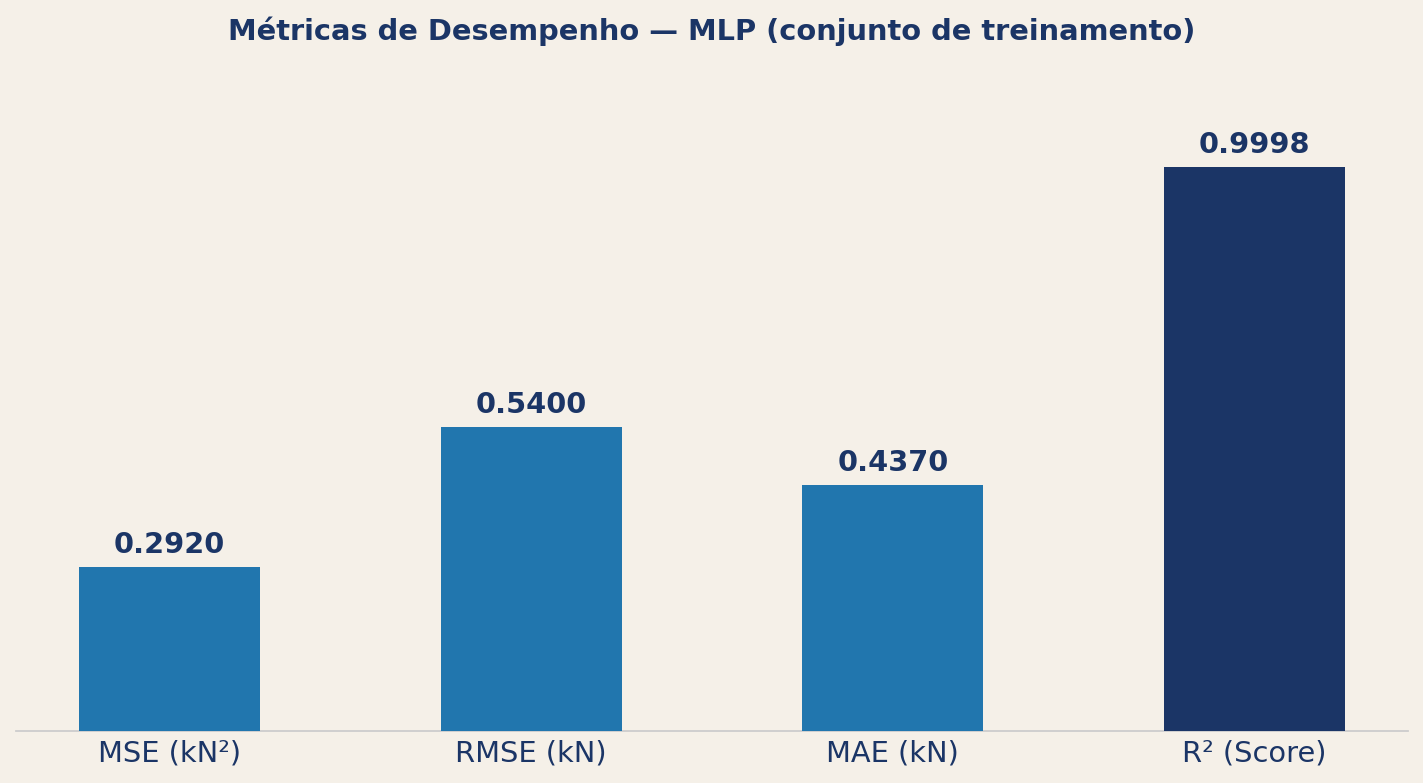 Métricas de Desempenho — MLP (conjunto de treinamento)
0.9998
0.5400
0.4370
0.2920
MSE (kN²)
RMSE (kN)
MAE (kN)
R² (Score)